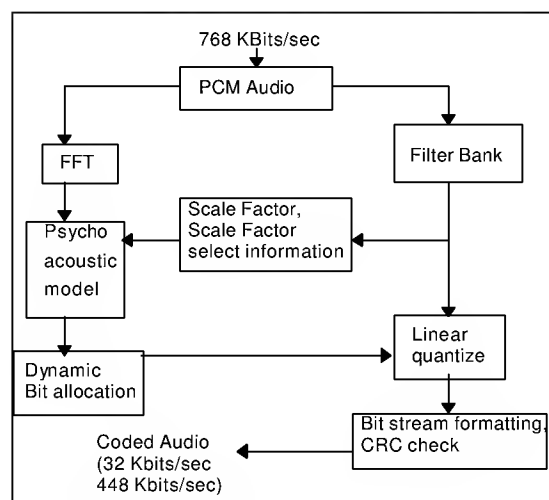 768 KBits/sec
PCM Audio
FFT
Filter Bank
Scale Factor,
Scale Factor
select information
Psycho
acoustic
model
Linear
quantize
Dynamic
Bit allocation
Bit stream formatting,
CRC check
Coded Audio
(32 Kbits/sec
448 Kbits/sec)